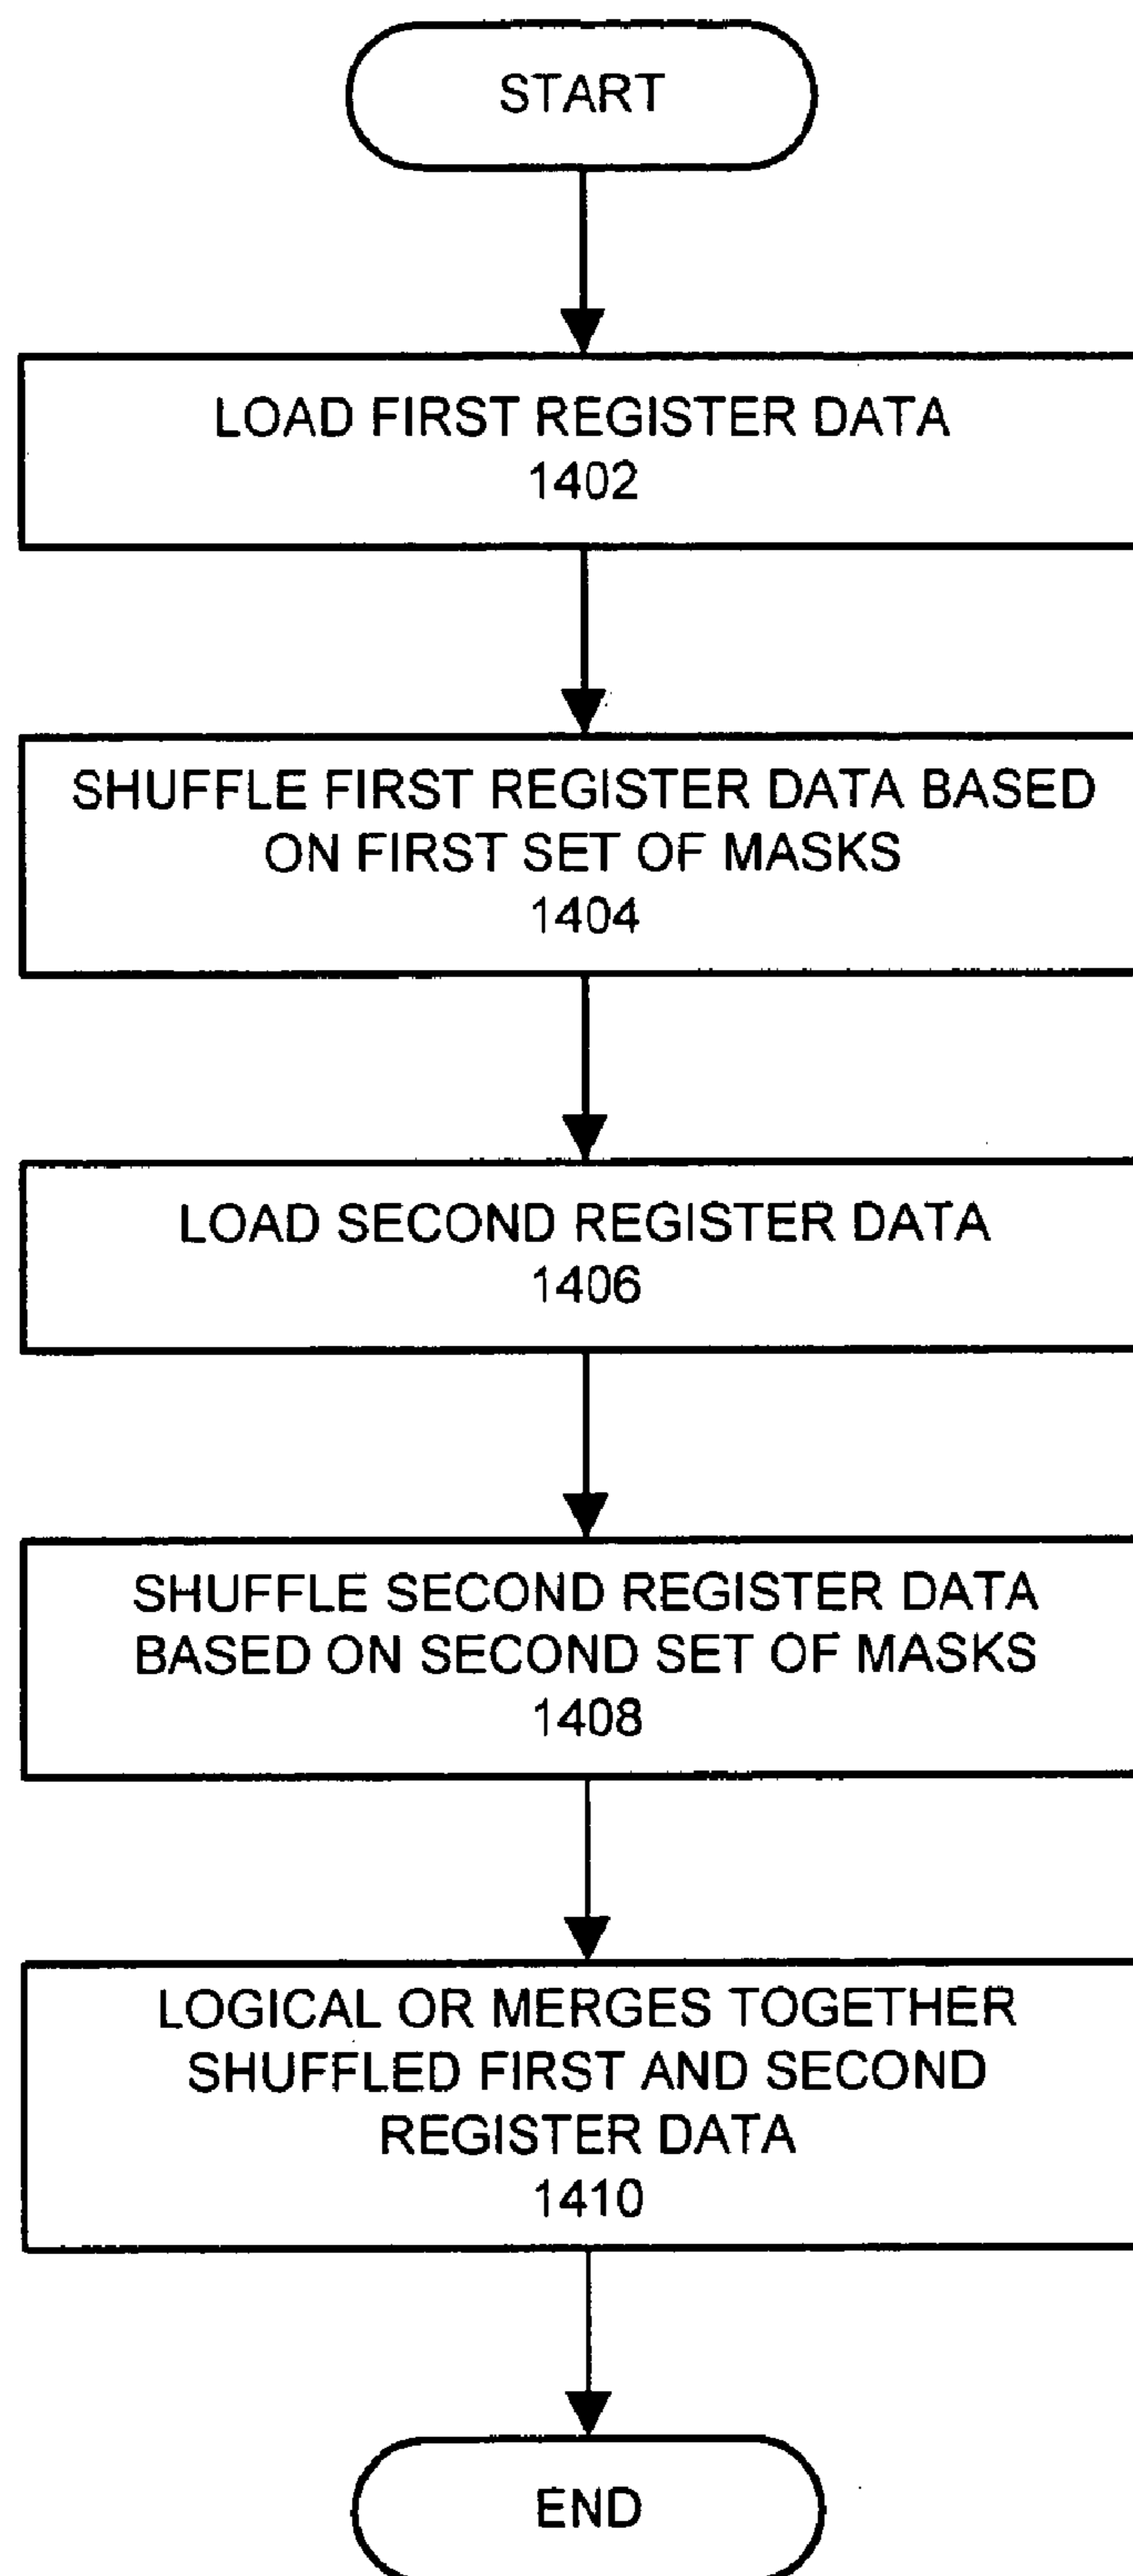 START
LOAD FIRST REGISTER DATA
1402
SHUFFLE FIRST REGISTER DATA BASED
ON FIRST SET OF MASKS
1404
LOAD SECOND REGISTER DATA
1406
SHUFFLE SECOND REGISTER DATA
BASED ON SECOND SET OF MASKS
1408
LOGICAL OR MERGES TOGETHER
SHUFFLED FIRST AND SECOND
REGISTER DATA
1410
END